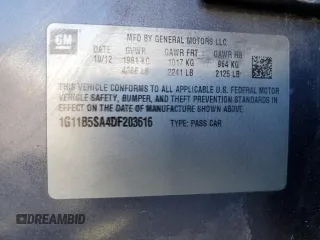 GM
MFD BY GENERAL MOTORS LLC
DATE GVWR GAWR FRT GAWR RR
10/12 1981 KG 1017 KG 964 KG
2241 LB 2125 LB
THIS VEHICLE CONFORMS TO ALL APPLICABLE
U.S. FEDERAL MOTOR VEHICLE SAFETY, BUMPER, AND THEFT
PREVENTION STANDARDS IN
EFFECT ON THE DATE OF MANUFACTURE SHOWN ABOVE.
1G11B5SA4DF203616 TYPE: PASS CAR
DREAMBID